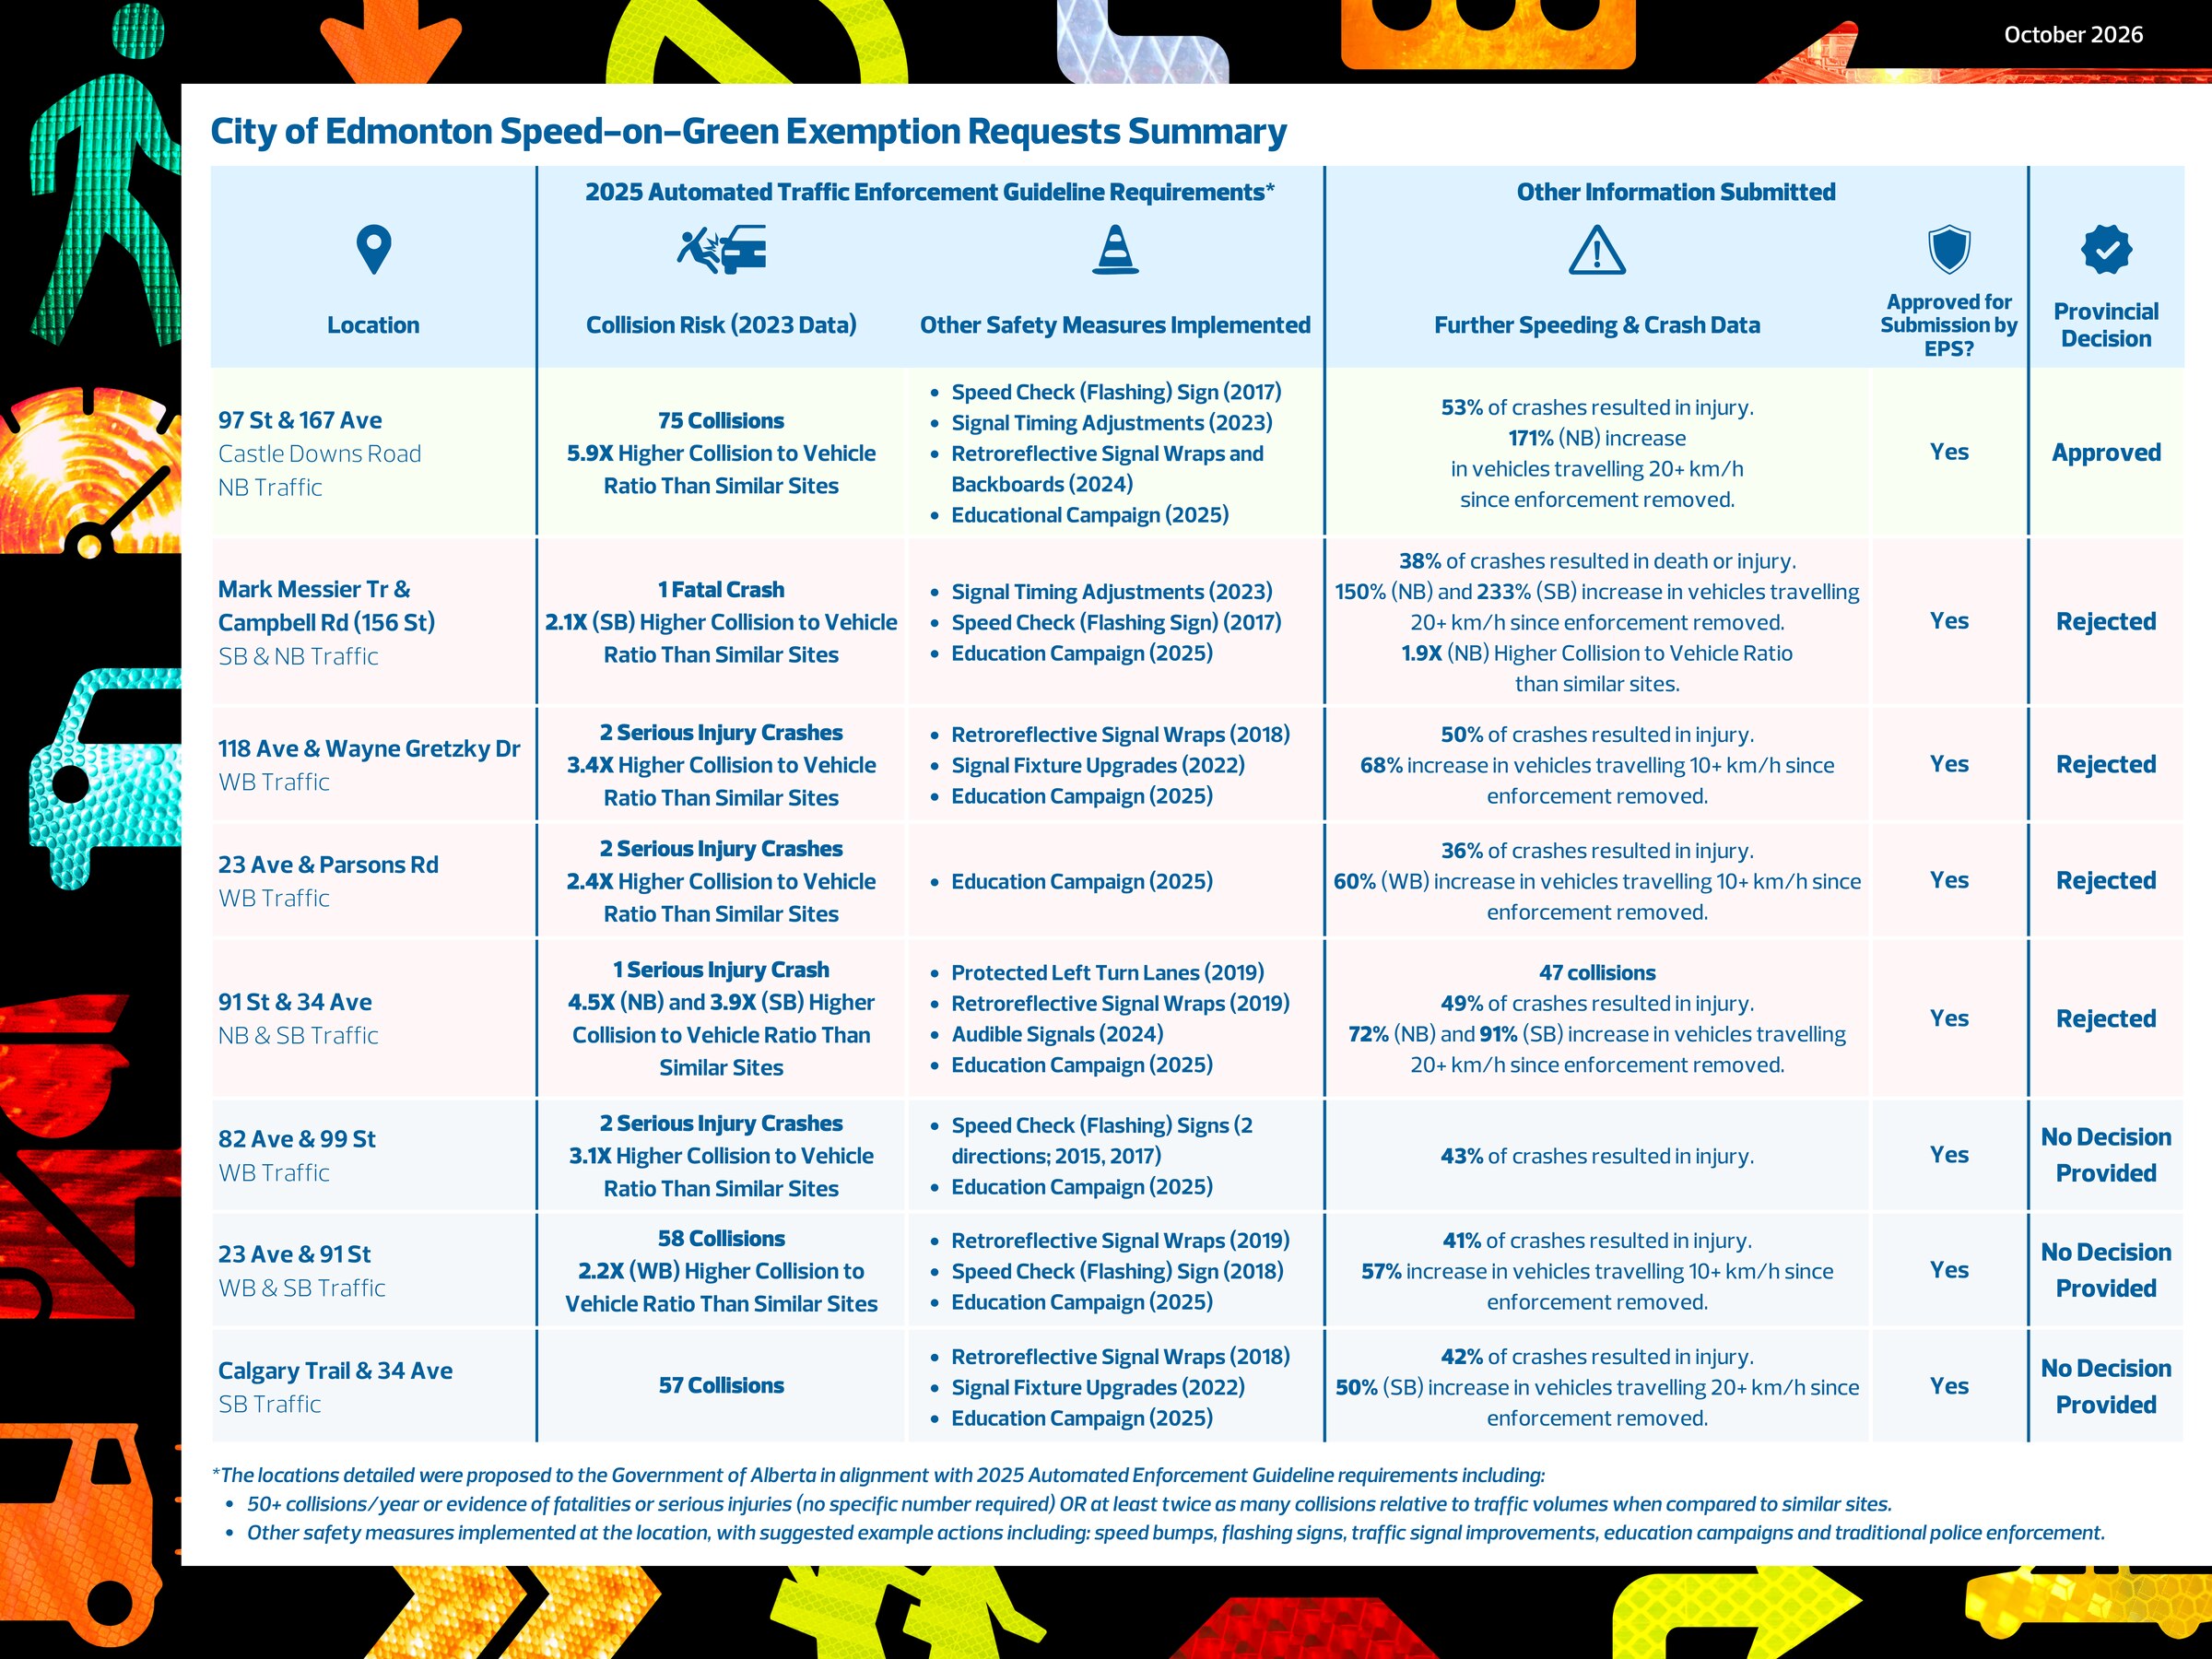 October 2026
City of Edmonton Speed-on-Green Exemption Requests Summary
2025 Automated Traffic Enforcement Guideline Requirements*
Other Information Submitted
Location
Collision Risk (2023 Data)
Other Safety Measures Implemented
Further Speeding & Crash Data
Approved for
Submission by
EPS?
Provincial
Decision
97 St & 167 Ave
Castle Downs Road
NB Traffic
75 Collisions
5.9X Higher Collision to Vehicle
Ratio Than Similar Sites
• Speed Check (Flashing) Sign (2017)
• Signal Timing Adjustments (2023)
• Retroreflective Signal Wraps and
Backboards (2024)
• Educational Campaign (2025)
53% of crashes resulted in injury.
171% (NB) increase
in vehicles travelling 20+ km/h
since enforcement removed.
Yes
Approved
Mark Messier Tr &
Campbell Rd (156 St)
SB & NB Traffic
1 Fatal Crash
2.1X (SB) Higher Collision to Vehicle
Ratio Than Similar Sites
• Signal Timing Adjustments (2023)
• Speed Check (Flashing Sign) (2017)
• Education Campaign (2025)
38% of crashes resulted in death or injury.
150% (NB) and 233% (SB) increase in vehicles travelling
20+ km/h since enforcement removed.
1.9X (NB) Higher Collision to Vehicle Ratio
than similar sites.
Yes
Rejected
118 Ave & Wayne Gretzky Dr
WB Traffic
2 Serious Injury Crashes
3.4X Higher Collision to Vehicle
Ratio Than Similar Sites
• Retroreflective Signal Wraps (2018)
• Signal Fixture Upgrades (2022)
• Education Campaign (2025)
50% of crashes resulted in injury.
68% increase in vehicles travelling 10+ km/h since
enforcement removed.
Yes
Rejected
23 Ave & Parsons Rd
WB Traffic
2 Serious Injury Crashes
2.4X Higher Collision to Vehicle
Ratio Than Similar Sites
• Education Campaign (2025)
36% of crashes resulted in injury.
60% (WB) increase in vehicles travelling 10+ km/h since
enforcement removed.
Yes
Rejected
91 St & 34 Ave
NB & SB Traffic
1 Serious Injury Crash
4.5X (NB) and 3.9X (SB) Higher
Collision to Vehicle Ratio Than
Similar Sites
• Protected Left Turn Lanes (2019)
• Retroreflective Signal Wraps (2019)
• Audible Signals (2024)
• Education Campaign (2025)
47 collisions
49% of crashes resulted in injury.
72% (NB) and 91% (SB) increase in vehicles travelling
20+ km/h since enforcement removed.
Yes
Rejected
82 Ave & 99 St
WB Traffic
2 Serious Injury Crashes
3.1X Higher Collision to Vehicle
Ratio Than Similar Sites
• Speed Check (Flashing) Signs (2
directions; 2015, 2017)
• Education Campaign (2025)
43% of crashes resulted in injury.
Yes
No Decision
Provided
23 Ave & 91 St
WB & SB Traffic
58 Collisions
2.2X (WB) Higher Collision to
Vehicle Ratio Than Similar Sites
• Retroreflective Signal Wraps (2019)
• Speed Check (Flashing) Sign (2018)
• Education Campaign (2025)
41% of crashes resulted in injury.
57% increase in vehicles travelling 10+ km/h since
enforcement removed.
Yes
No Decision
Provided
Calgary Trail & 34 Ave
SB Traffic
57 Collisions
• Retroreflective Signal Wraps (2018)
• Signal Fixture Upgrades (2022)
• Education Campaign (2025)
42% of crashes resulted in injury.
50% (SB) increase in vehicles travelling 20+ km/h since
enforcement removed.
Yes
No Decision
Provided
*The locations detailed were proposed to the Government of Alberta in alignment with 2025 Automated Enforcement Guideline requirements including:
• 50+ collisions/year or evidence of fatalities or serious injuries (no specific number required) OR at least twice as many collisions relative to traffic volumes when compared to similar sites.
• Other safety measures implemented at the location, with suggested example actions including: speed bumps, flashing signs, traffic signal improvements, education campaigns and traditional police enforcement.